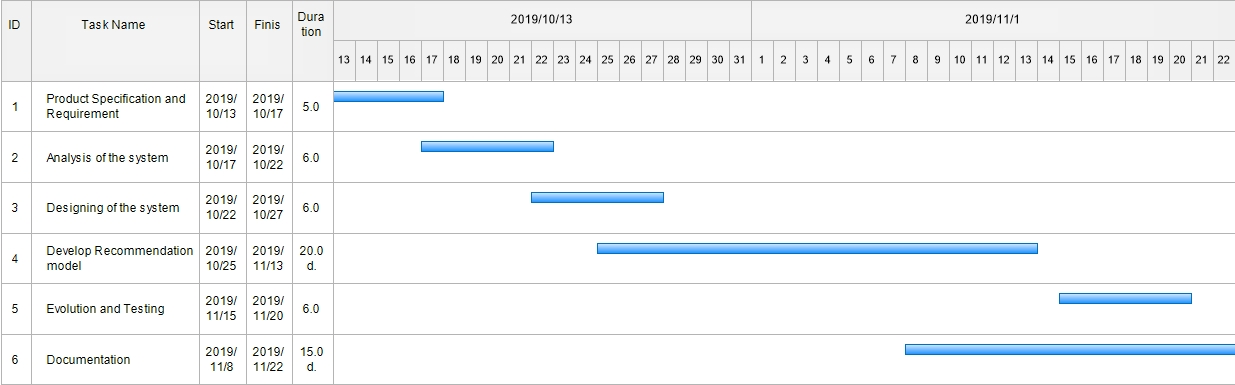 ID Task Name Start Finis Dura 2019/10/13 2019/11/1
tion
13 14 15 16 17 18 19 20 21 22 23 24 25 26 27 28 29 30 31 1 2 3 4 5 6 7 8 9 10 11 12 13 14 15 16 17 18 19 20 21 22
1 Product Specification and 2019/ 2019/ 5.0
Requirement 10/13 10/17
2 Analysis of the system 2019/ 2019/ 6.0
10/17 10/22
3 Designing of the system 2019/ 2019/ 6.0
10/22 10/27
4 Develop Recommendation 2019/ 2019/ 20.0
model 10/25 11/13 d.
5 Evolution and Testing 2019/ 2019/ 6.0
11/15 11/20
6 Documentation 2019/ 2019/ 15.0
11/8 11/22 d.